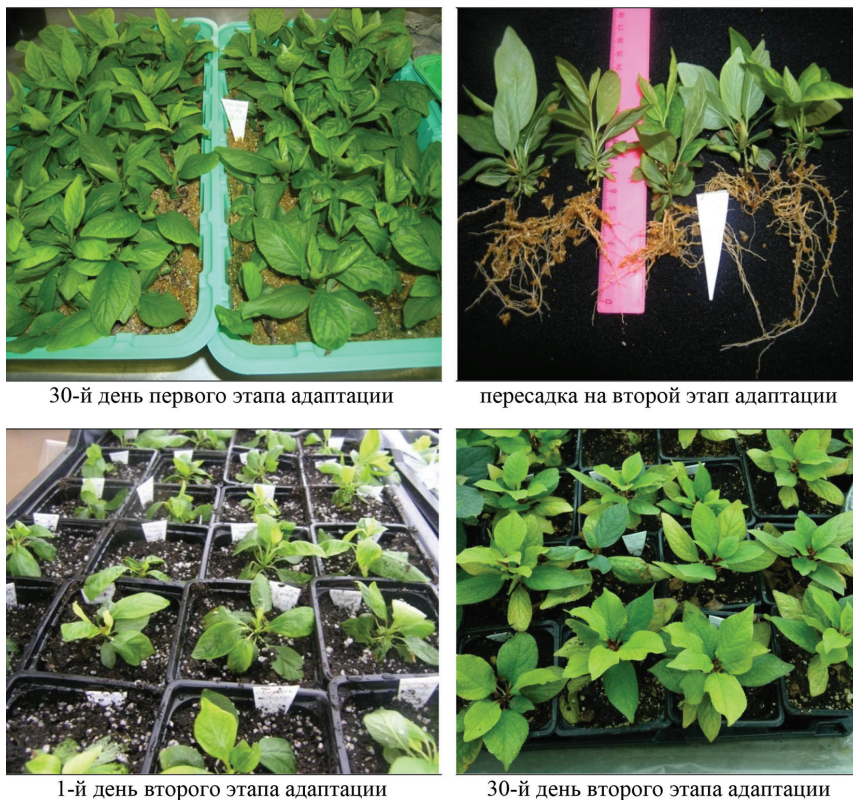 30-й день первого этапа адаптации
пересадка на второй этап адаптации
1-й день второго этапа адаптации
30-й день второго этапа адаптации